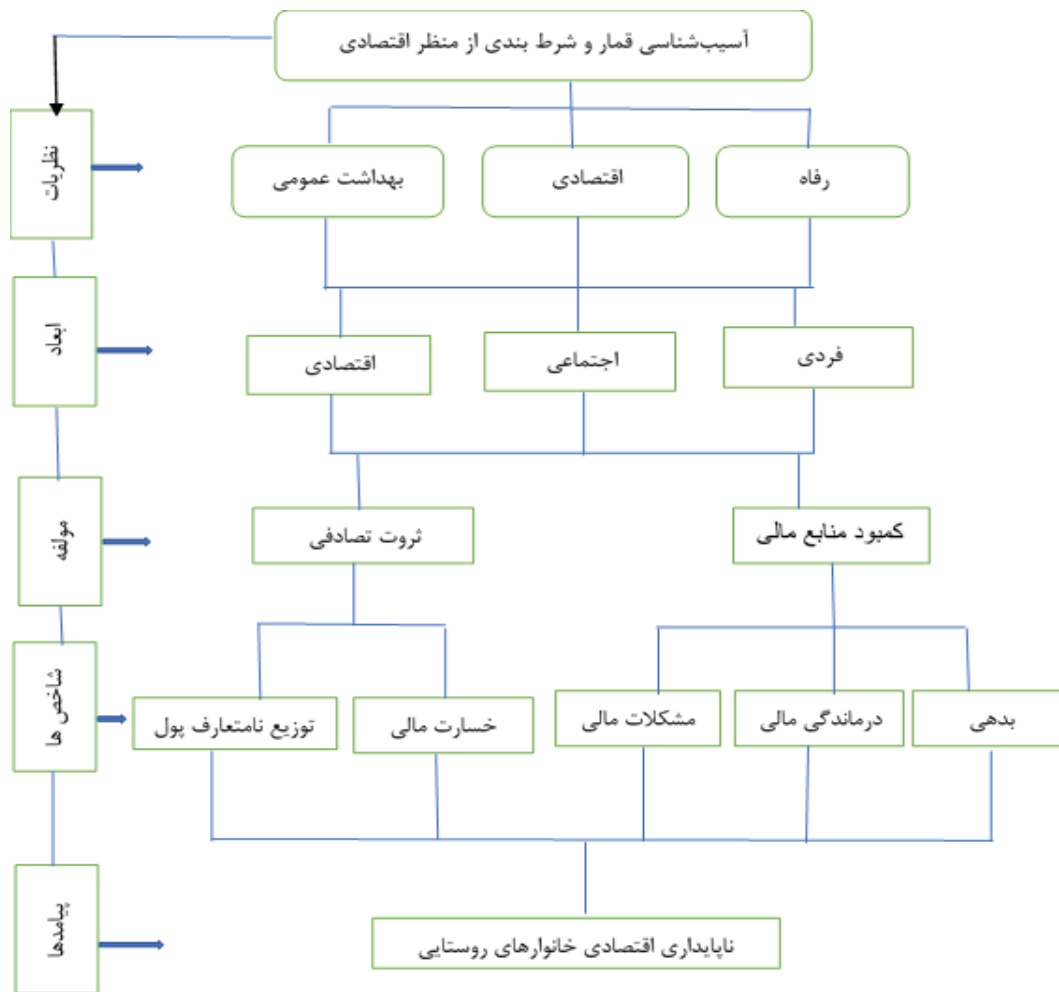 آسیب‌شناسی قمار و شرط بندی از منظر اقتصادی
نظریات
رفاه
اقتصادی
بهداشت عمومی
ابعاد
فردی
اجتماعی
اقتصادی
مولفه
کمبود منابع مالی
ثروت تصادفی
شاخص ها
بدهی
درماندگی مالی
مشکلات مالی
خسارت مالی
توزیع نامتعارف پول
پیامدها
ناپایداری اقتصادی خانوارهای روستایی